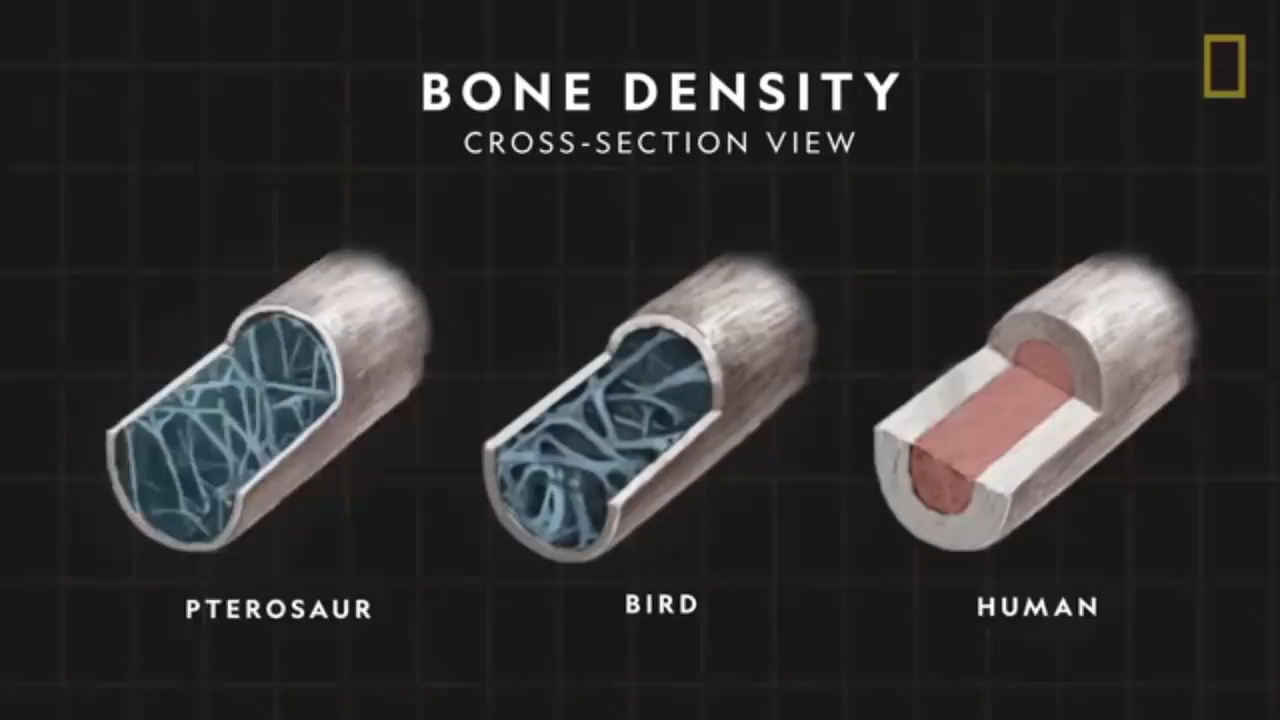 BONE DENSITY
CROSS-SECTION VIEW
PTEROSAUR
BIRD
HUMAN